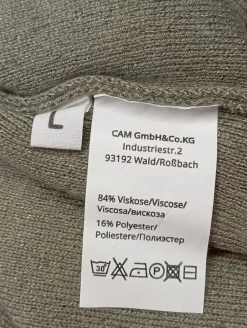 L
CAM GmbH&Co.KG
Industriestr.2
93192 Wald/Roßbach
84% Viskose/Viscose/
Viscosa/вискоза
16% Polyester/
Poliestere/Полиэстер
30
P